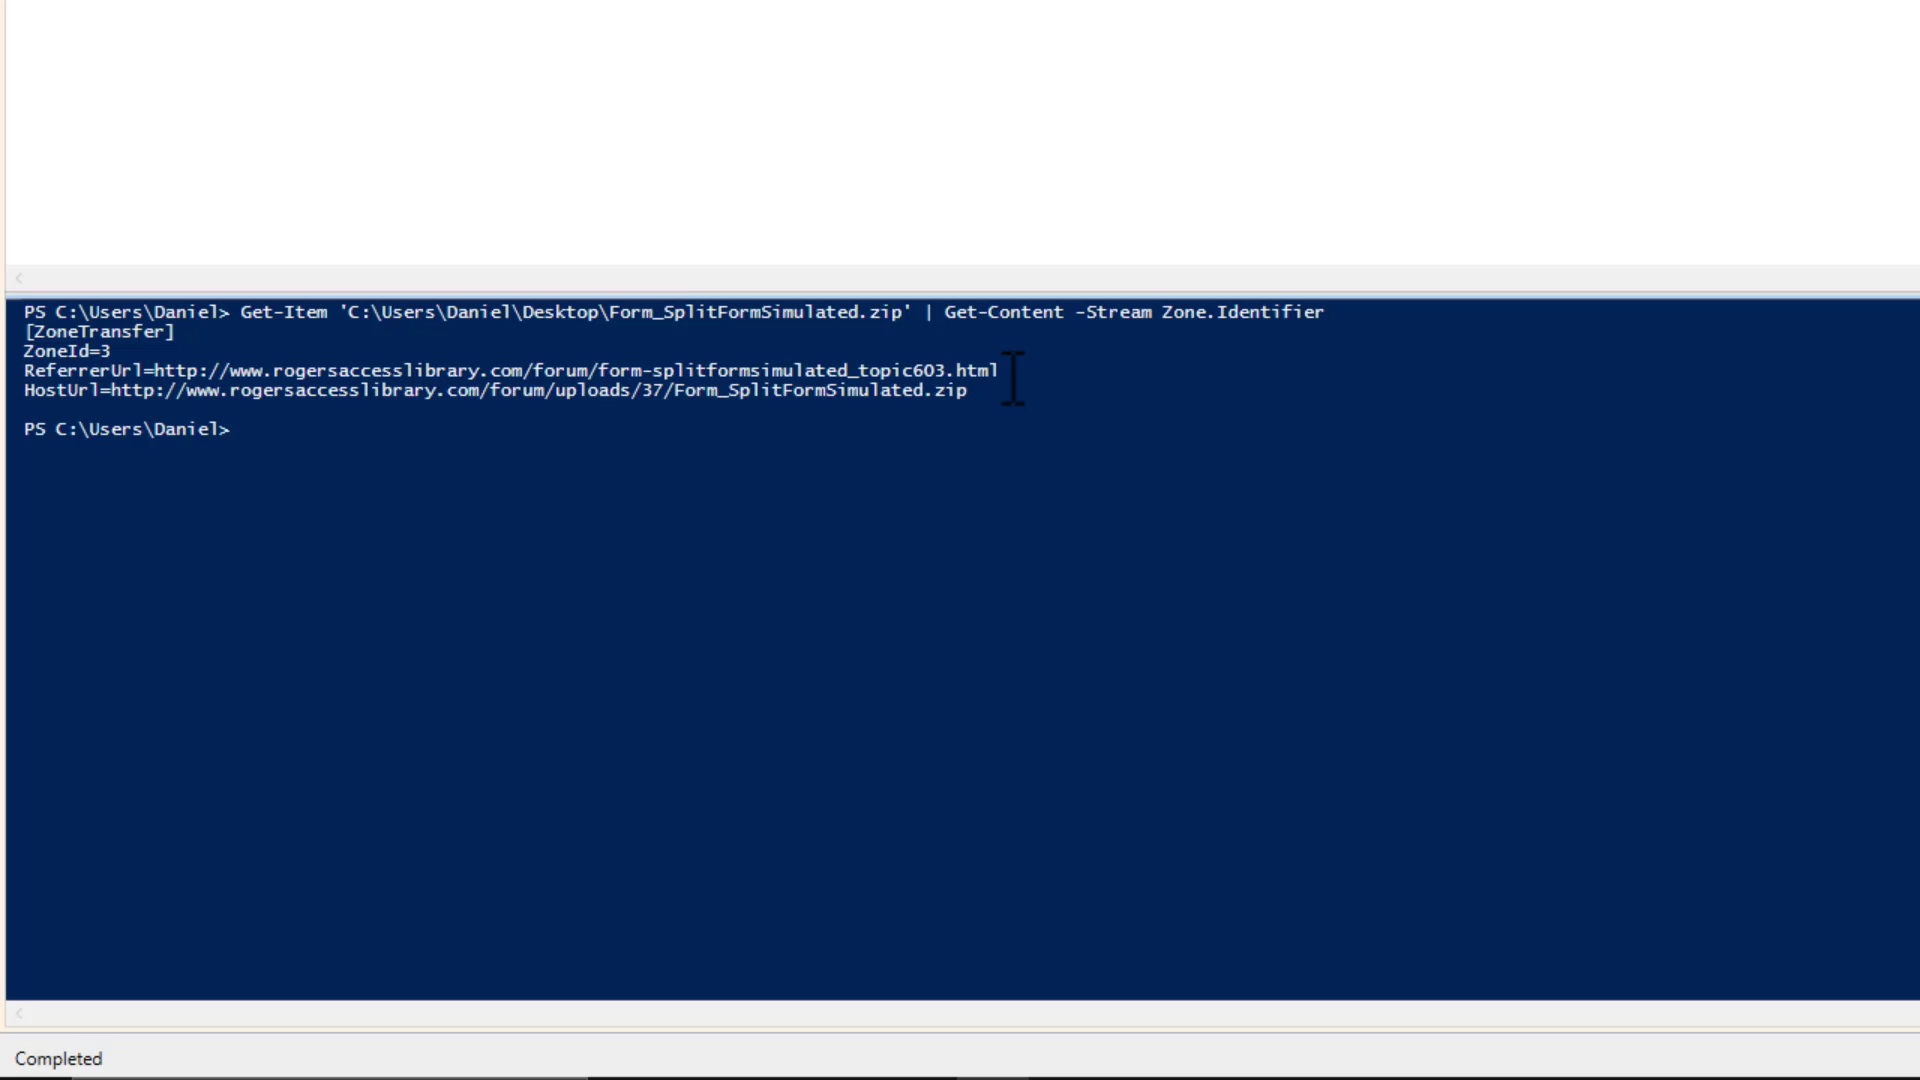 PS C:\Users\Daniel> Get-Item 'C:\Users\Daniel\Desktop\Form_SplitFormSimulated.zip' | Get-Content -Stream Zone.Identifier
[ZoneTransfer]
ZoneId=3
ReferrerUrl=http://www.rogersaccesslibrary.com/forum/form-splitformsimulated_topic603.html
HostUrl=http://www.rogersaccesslibrary.com/forum/uploads/37/Form_SplitFormSimulated.zip
PS C:\Users\Daniel>
Completed